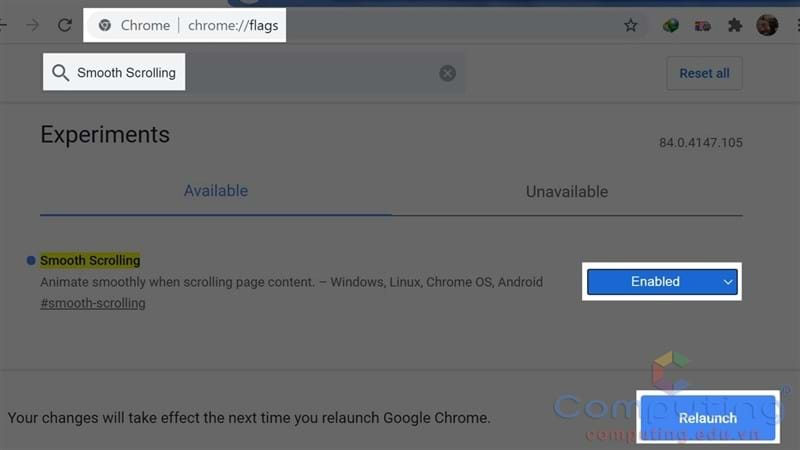 Chrome | chrome://flags
Smooth Scrolling
Reset all
Experiments
84.0.4147.105
Available
Unavailable
Smooth Scrolling
Animate smoothly when scrolling page content. – Windows, Linux, Chrome OS, Android
#smooth-scrolling
Enabled
Your changes will take effect the next time you relaunch Google Chrome.
Relaunch
Computing®
computing.edu.vn